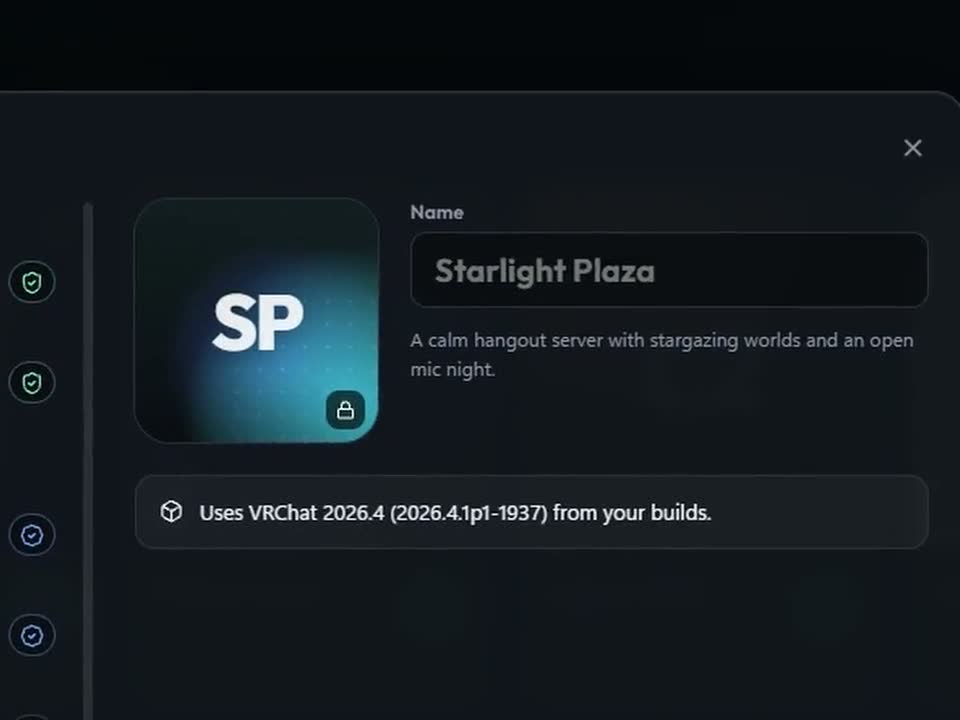 Name
SP
Starlight Plaza
A calm hangout server with stargazing worlds and an open
mic night.
Uses VRChat 2026.4 (2026.4.1p1-1937) from your builds.